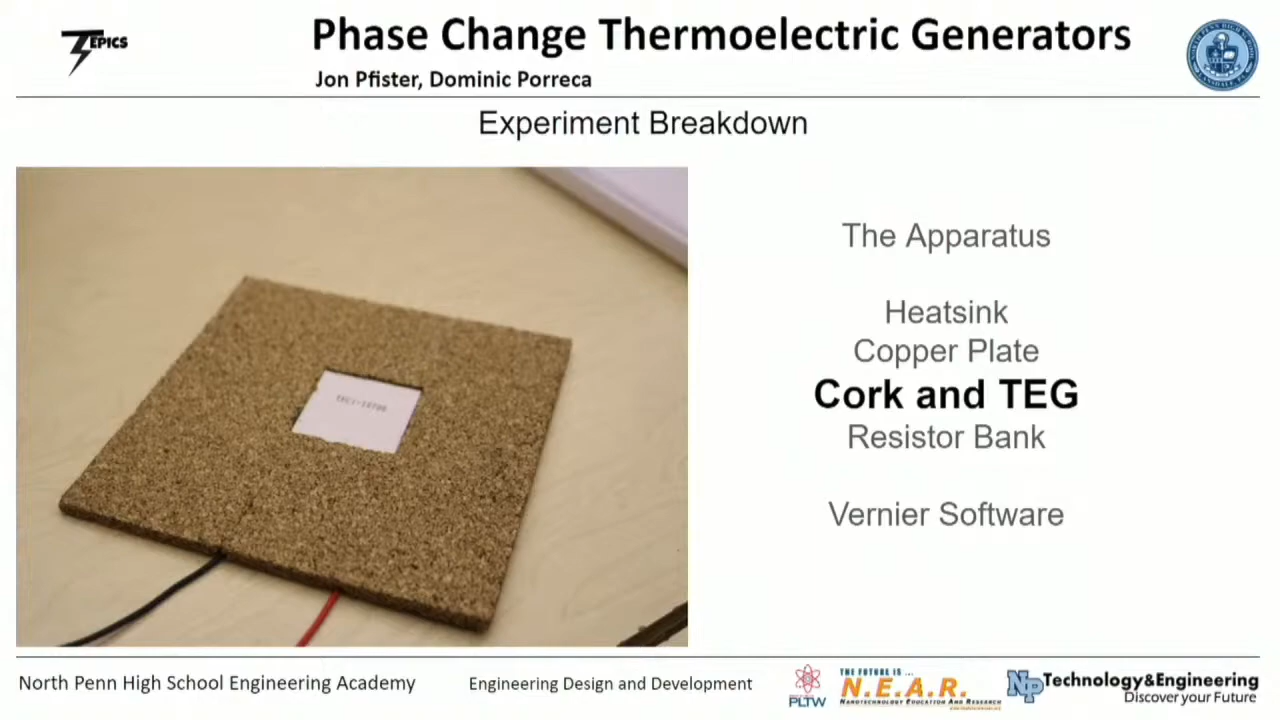 EPICS
Phase Change Thermoelectric Generators
Jon Pfister, Dominic Porreca
Experiment Breakdown
The Apparatus
Heatsink
Copper Plate
Cork and TEG
Resistor Bank
Vernier Software
North Penn High School Engineering Academy
Engineering Design and Development
PLTW
THE FUTURE IS ...
N.E.A.R.
NANOTECHNOLOGY EDUCATION AND RESEARCH
NP
Technology&Engineering
Discover your Future